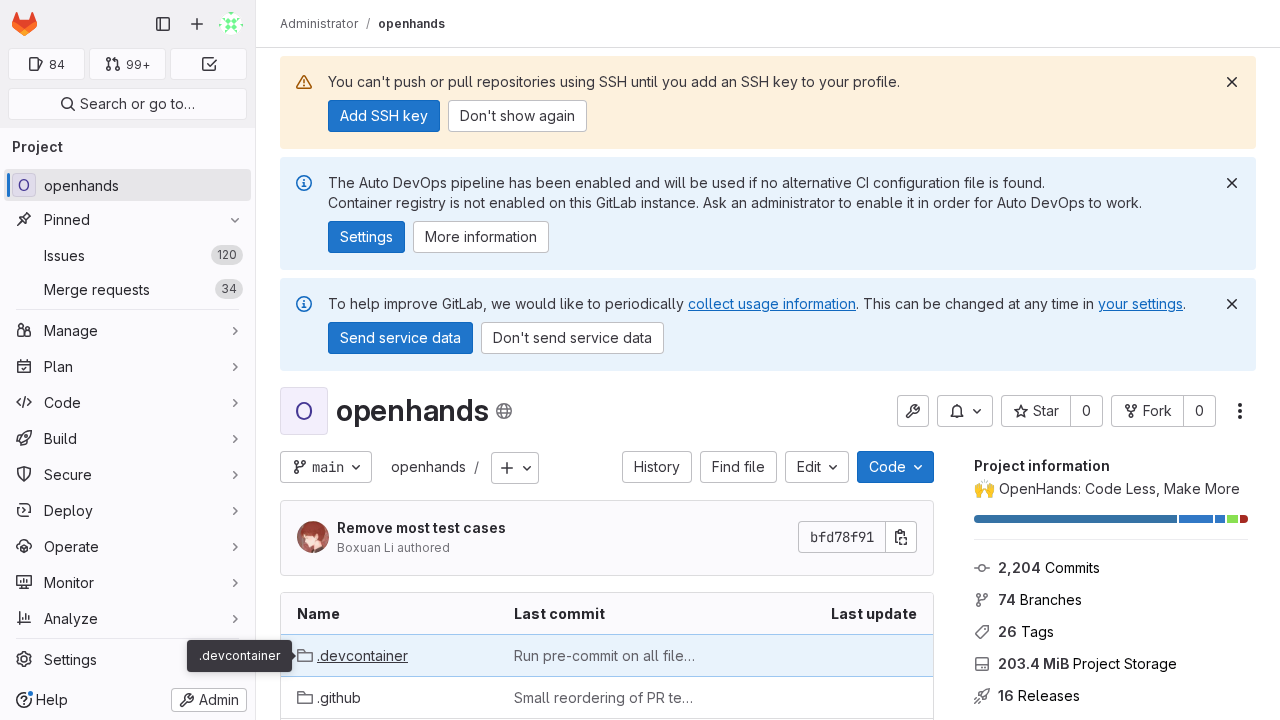 84
99+
Search or go to…
Project
O openhands
Pinned
Issues 120
Merge requests 34
Manage
Plan
Code
Build
Secure
Deploy
Operate
Monitor
Analyze
Settings
Help
Admin
Administrator / openhands
You can't push or pull repositories using SSH until you add an SSH key to your profile.
Add SSH key Don't show again
The Auto DevOps pipeline has been enabled and will be used if no alternative CI configuration file is found.
Container registry is not enabled on this GitLab instance. Ask an administrator to enable it in order for Auto DevOps to work.
Settings More information
To help improve GitLab, we would like to periodically collect usage information. This can be changed at any time in your settings.
Send service data Don't send service data
O openhands
Star 0 Fork 0
main openhands / History Find file Edit Code
Remove most test cases
Boxuan Li authored
bfd78f91
Name Last commit Last update
.devcontainer
.devcontainer Run pre-commit on all file…
.github Small reordering of PR te…
Project information
🙌 OpenHands: Code Less, Make More
2,204 Commits
74 Branches
26 Tags
203.4 MiB Project Storage
16 Releases